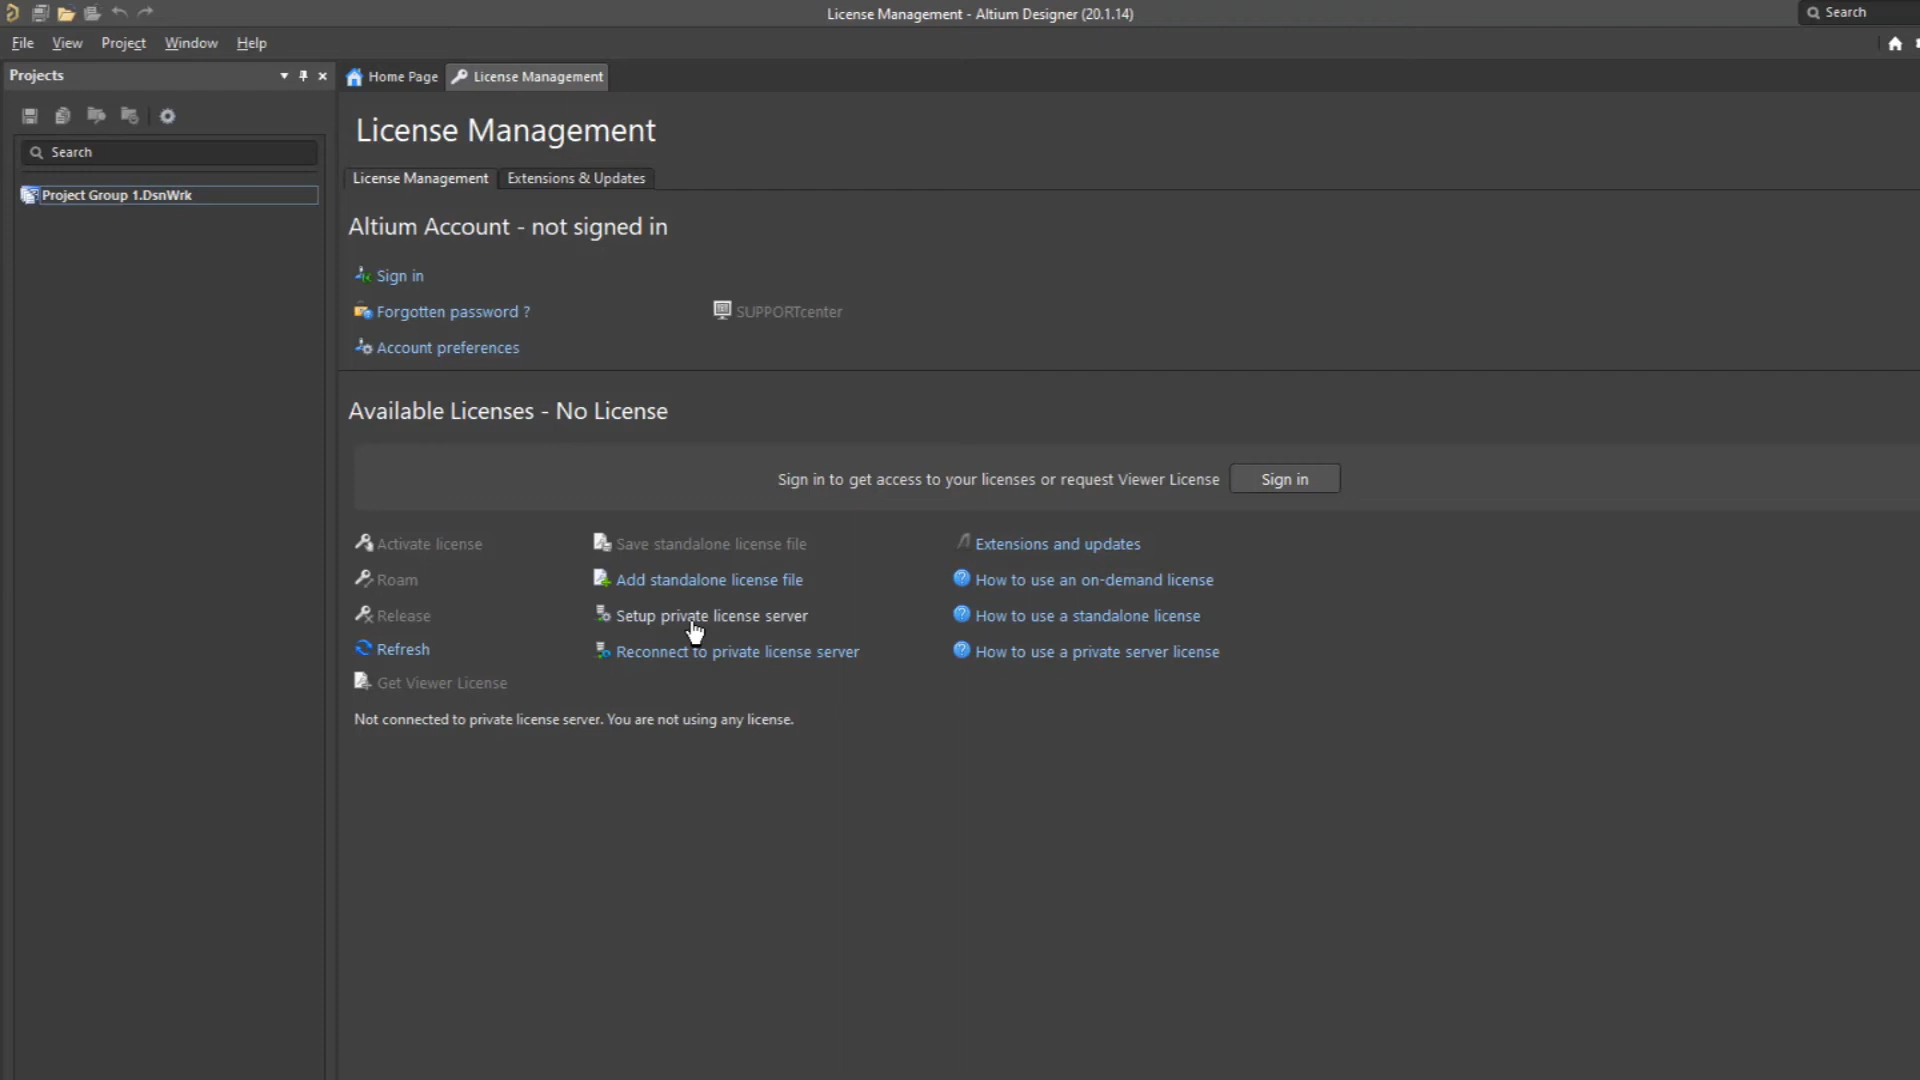 License Management - Altium Designer (20.1.14)
Search
File View Project Window Help
Projects
Home Page
License Management
Search
Project Group 1.DsnWrk
License Management
License Management
Extensions & Updates
Altium Account - not signed in
Sign in
Forgotten password ?
SUPPORTcenter
Account preferences
Available Licenses - No License
Sign in to get access to your licenses or request Viewer License
Sign in
Activate license
Save standalone license file
Extensions and updates
Roam
Add standalone license file
How to use an on-demand license
Release
Setup private license server
How to use a standalone license
Refresh
Reconnect to private license server
How to use a private server license
Get Viewer License
Not connected to private license server. You are not using any license.